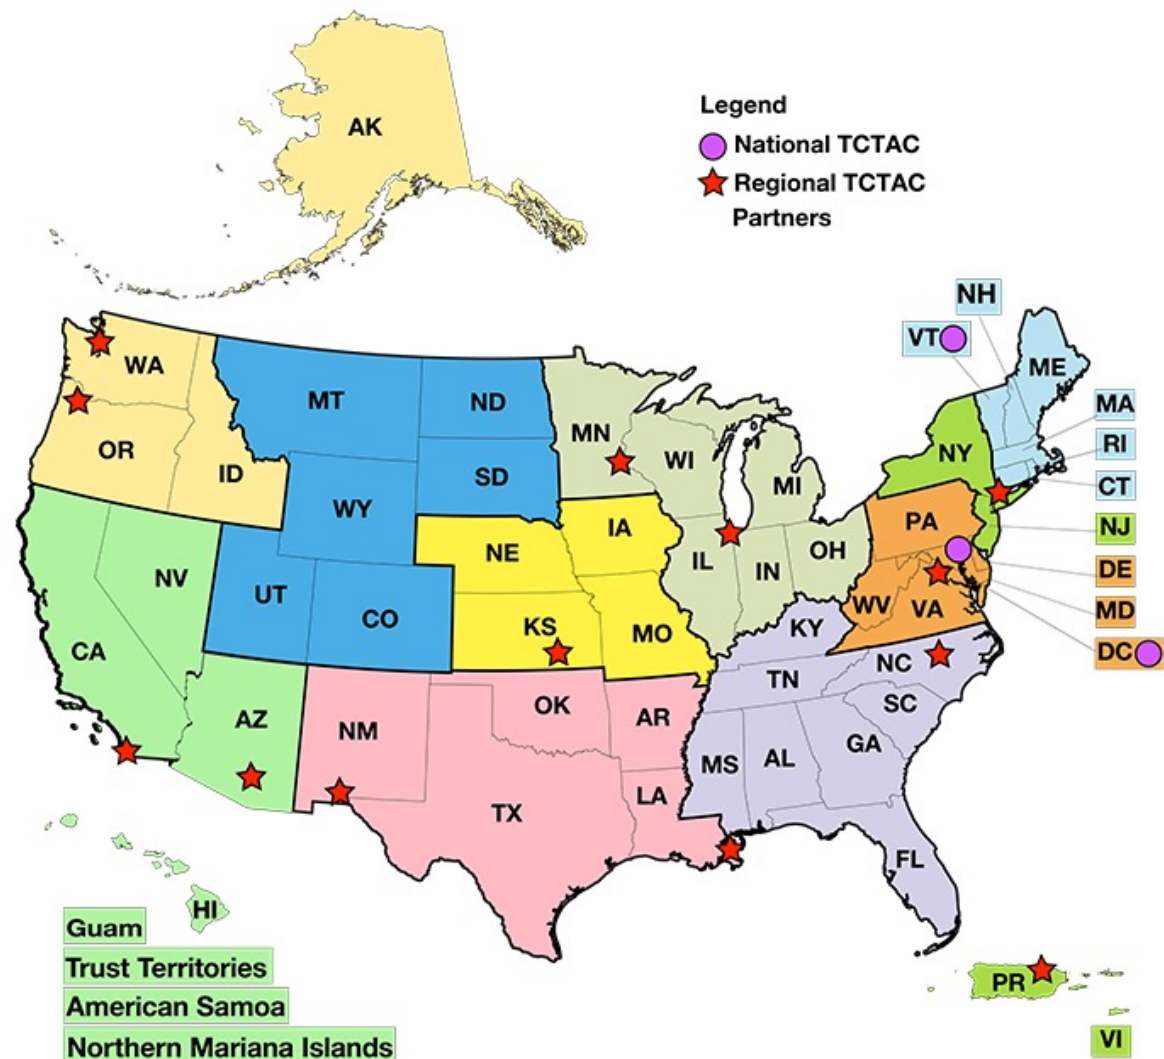 AK
Legend
National TCTAC
Regional TCTAC
Partners
NH
VT
ME
WA
MT
ND
MN
MA
OR
ID
SD
WI
MI
NY
RI
CT
WY
NE
IA
PA
NJ
NV
UT
CO
IL
IN
OH
DE
KS
MO
WV
VA
MD
CA
KY
DC
AZ
NM
OK
AR
TN
NC
SC
TX
LA
MS
AL
GA
FL
HI
Guam
Trust Territories
American Samoa
Northern Mariana Islands
PR
VI